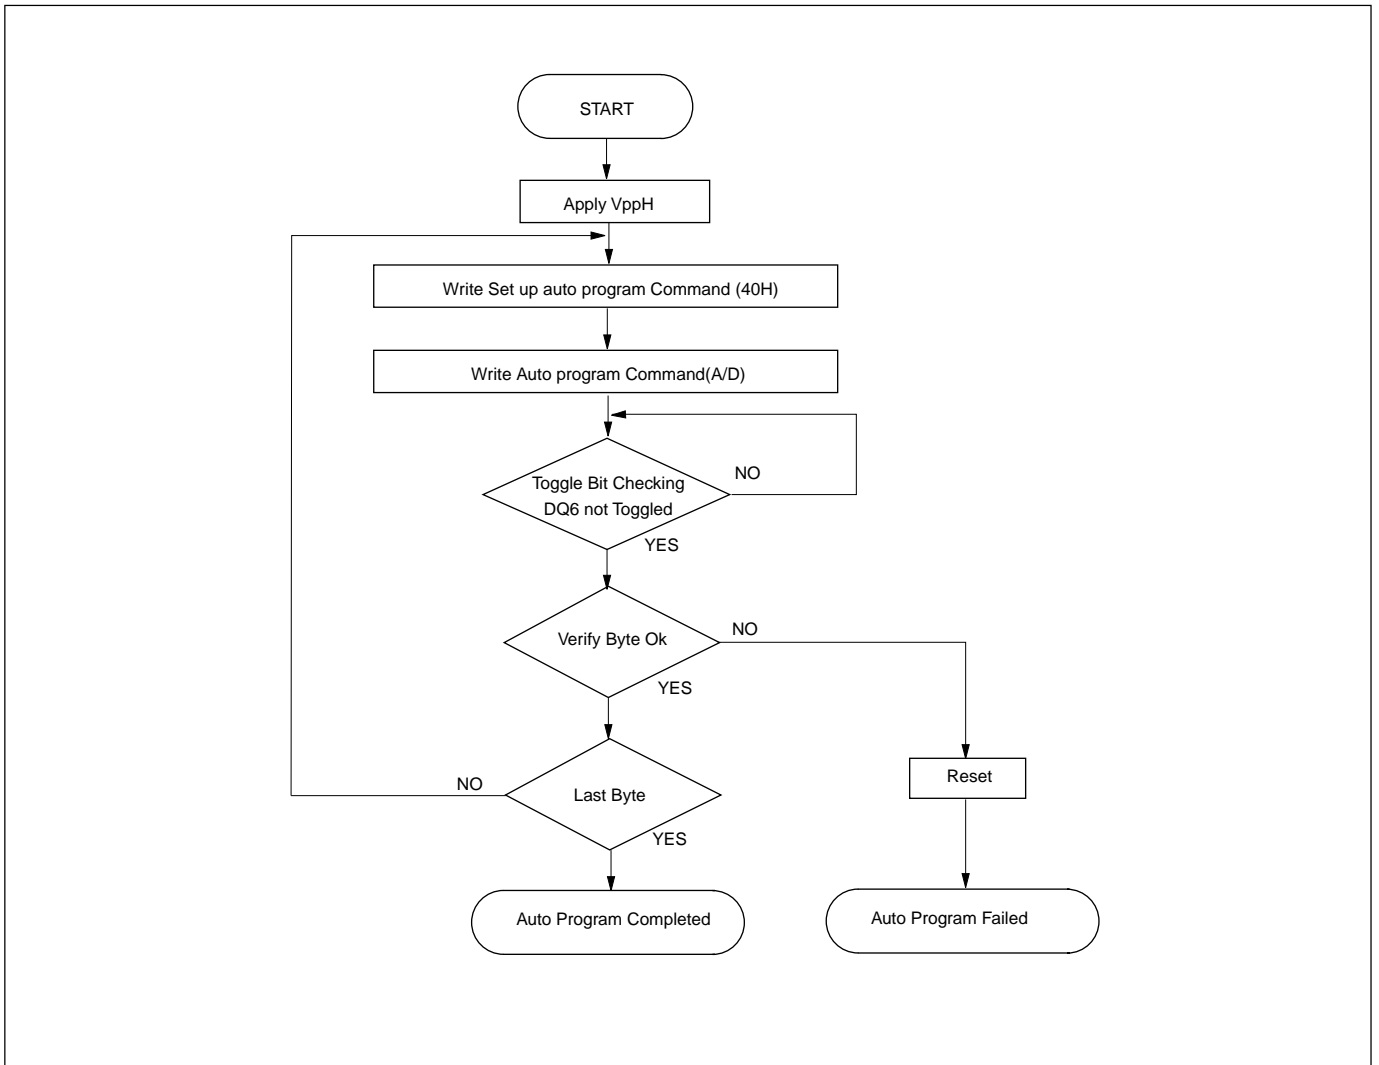 START
Apply VppH
Write Set up auto program Command (40H)
Write Auto program Command(A/D)
NO
Toggle Bit Checking
DQ6 not Toggled
YES
NO
Verify Byte Ok
YES
Reset
NO
Last Byte
YES
Auto Program Completed
Auto Program Failed